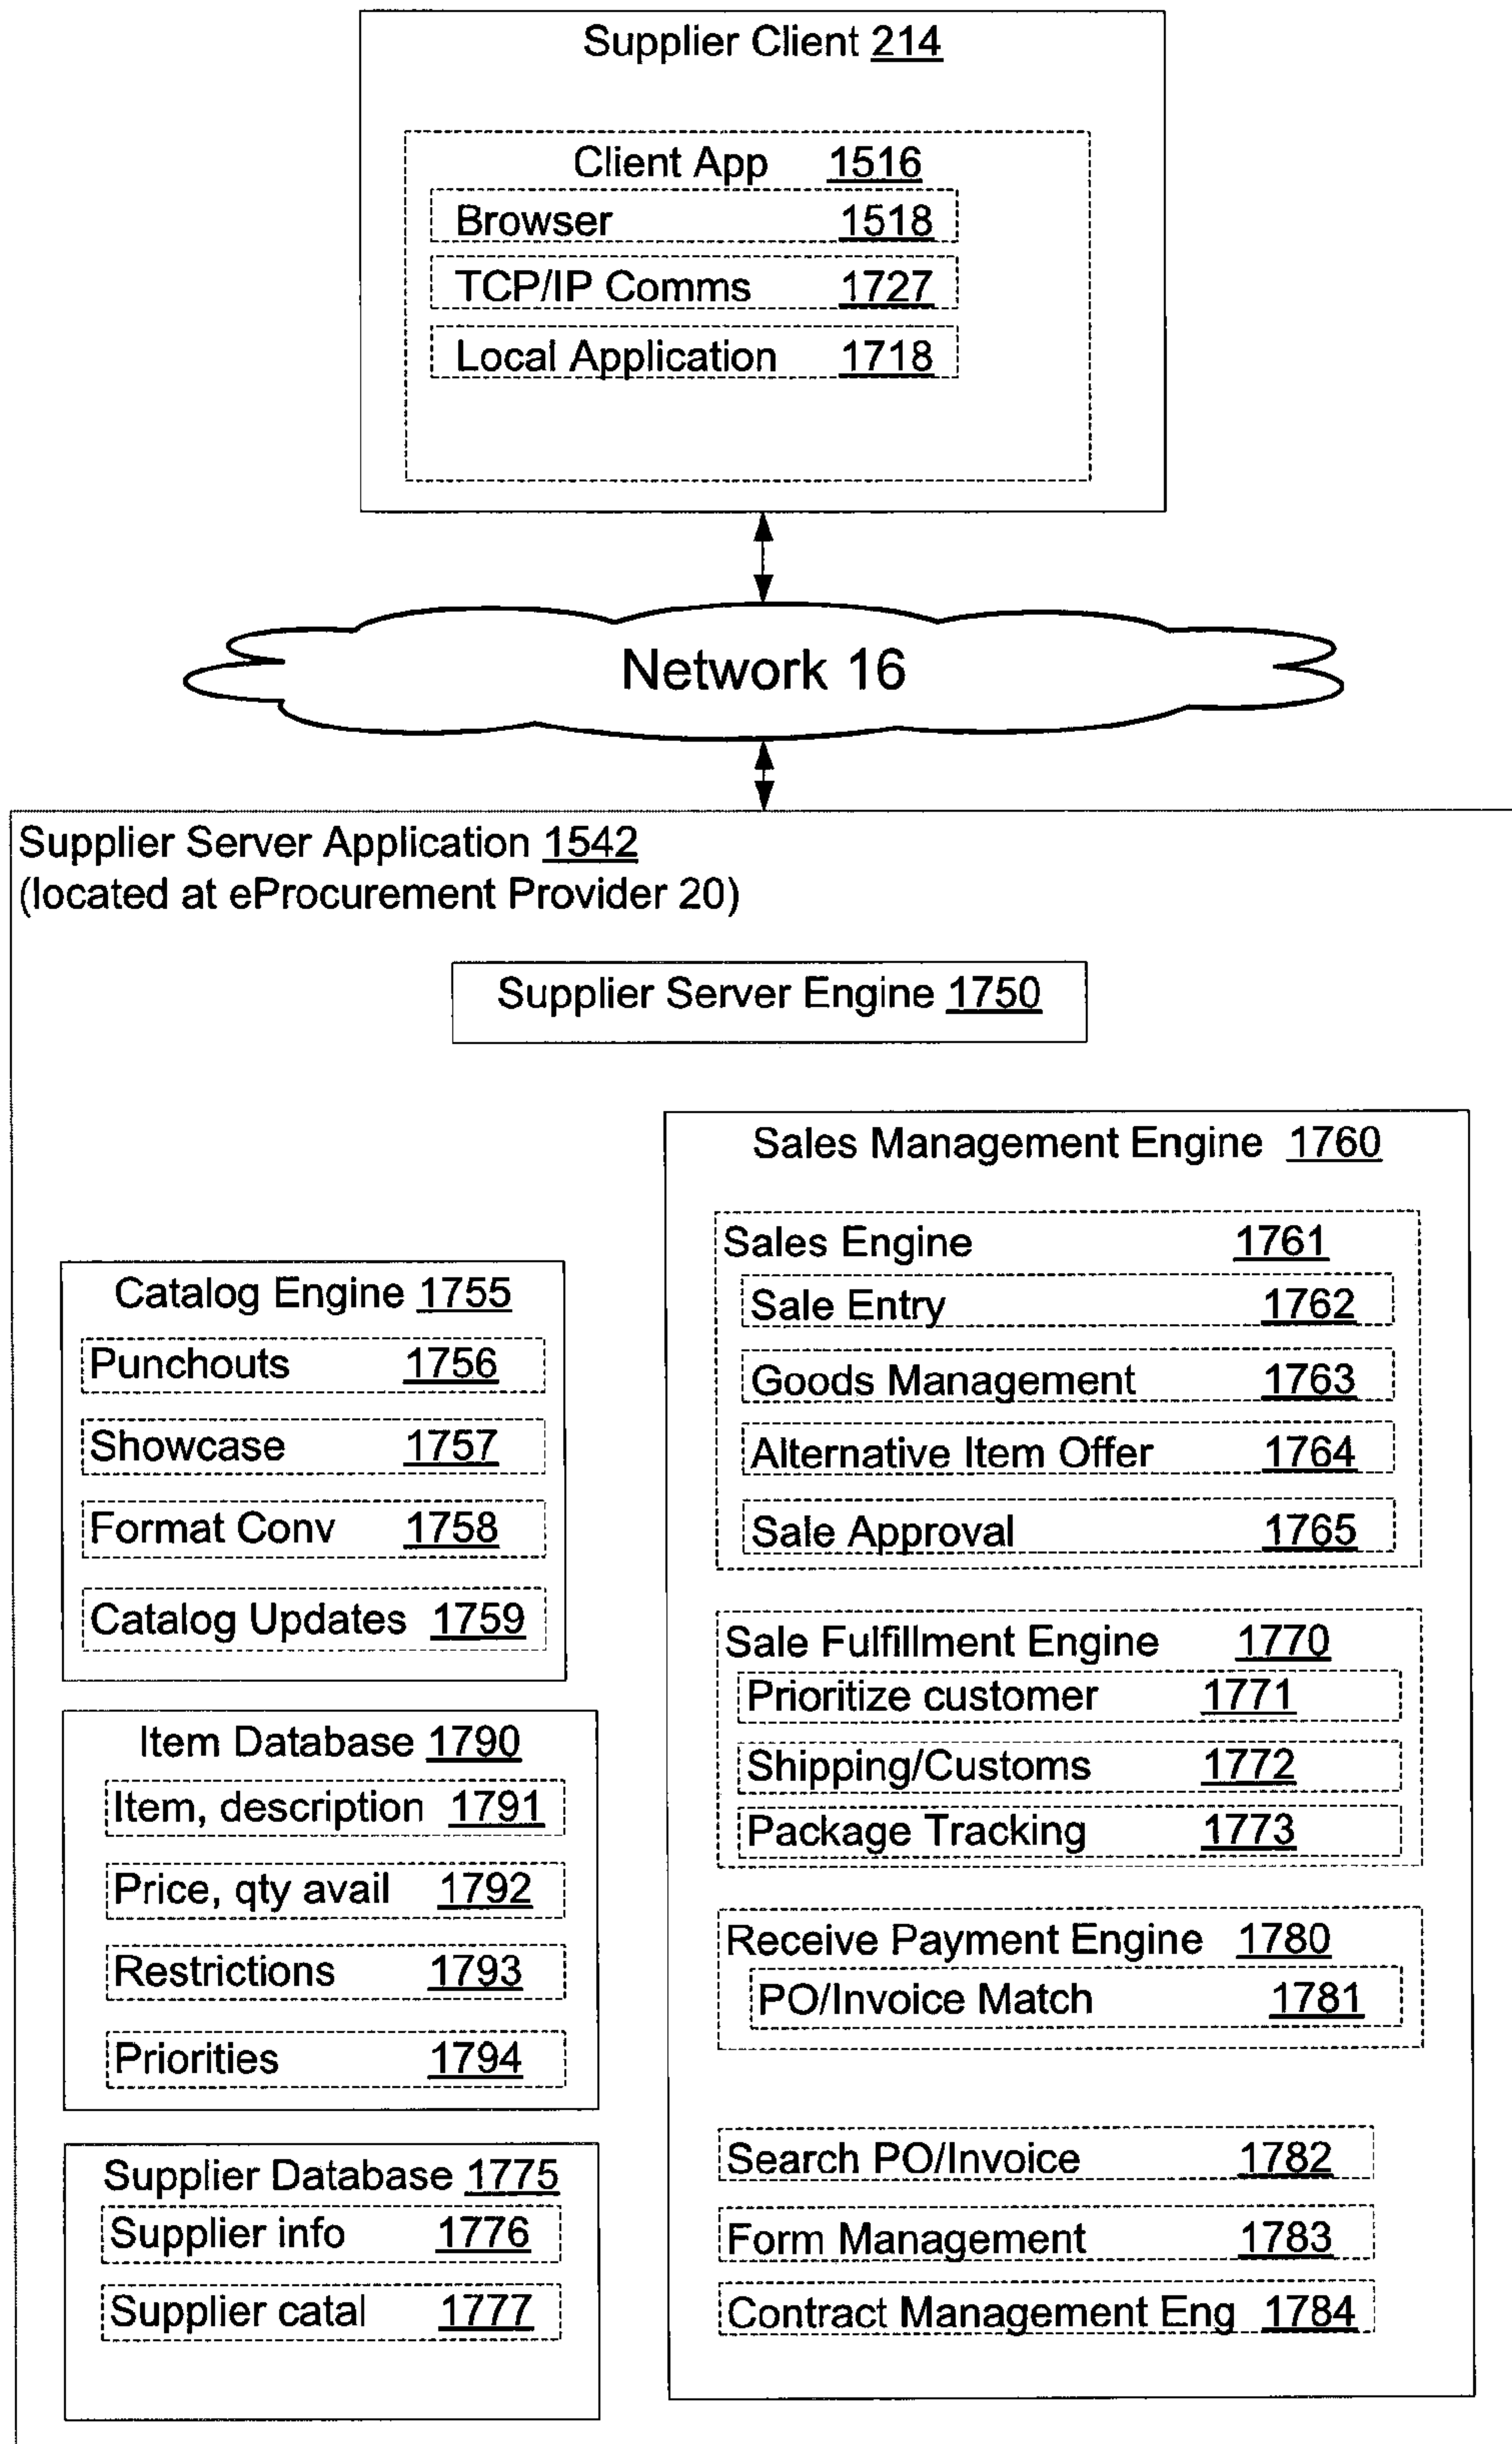 Supplier Client 214
Client App 1516
Browser 1518
TCP/IP Comms 1727
Local Application 1718
Network 16
Supplier Server Application 1542
(located at eProcurement Provider 20)
Supplier Server Engine 1750
Catalog Engine 1755
Punchouts 1756
Showcase 1757
Format Conv 1758
Catalog Updates 1759
Item Database 1790
Item, description 1791
Price, qty avail 1792
Restrictions 1793
Priorities 1794
Supplier Database 1775
Supplier info 1776
Supplier catal 1777
Sales Management Engine 1760
Sales Engine 1761
Sale Entry 1762
Goods Management 1763
Alternative Item Offer 1764
Sale Approval 1765
Sale Fulfillment Engine 1770
Prioritize customer 1771
Shipping/Customs 1772
Package Tracking 1773
Receive Payment Engine 1780
PO/Invoice Match 1781
Search PO/Invoice 1782
Form Management 1783
Contract Management Eng 1784